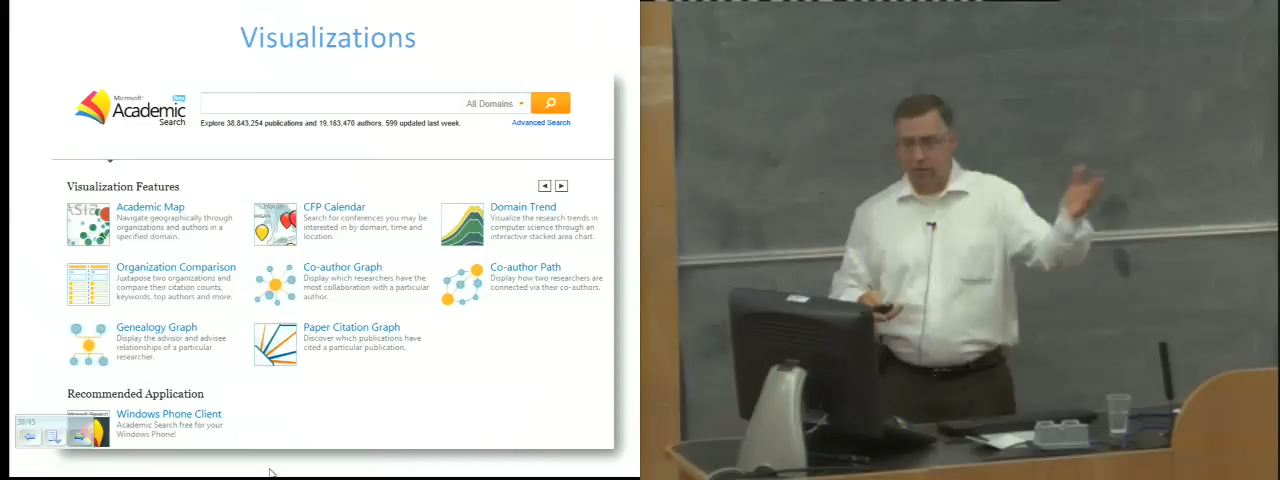 Visualizations
Microsoft
Beta
Academic
Search
All Domains
Explore 38,843,254 publications and 19,163,470 authors. 599 updated last week.
Advanced Search
Visualization Features
Academic Map
Navigate geographically through
organizations and authors in a
specified domain.
CFP Calendar
Search for conferences you may be
interested in by domain, time and
location.
Domain Trend
Visualize the research trends in
computer science through an
interactive stacked area chart.
Organization Comparison
Juxtapose two organizations and
compare their citation counts,
keywords, top authors and more.
Co-author Graph
Display which researchers have the
most collaboration with a particular
author.
Co-author Path
Display how two researchers are
connected via their co-authors.
Genealogy Graph
Display the advisor and advisee
relationships of a particular
researcher.
Paper Citation Graph
Discover which publications have
cited a particular publication.
Recommended Application
30/45
Windows Phone Client
Academic Search free for your
Windows Phone!